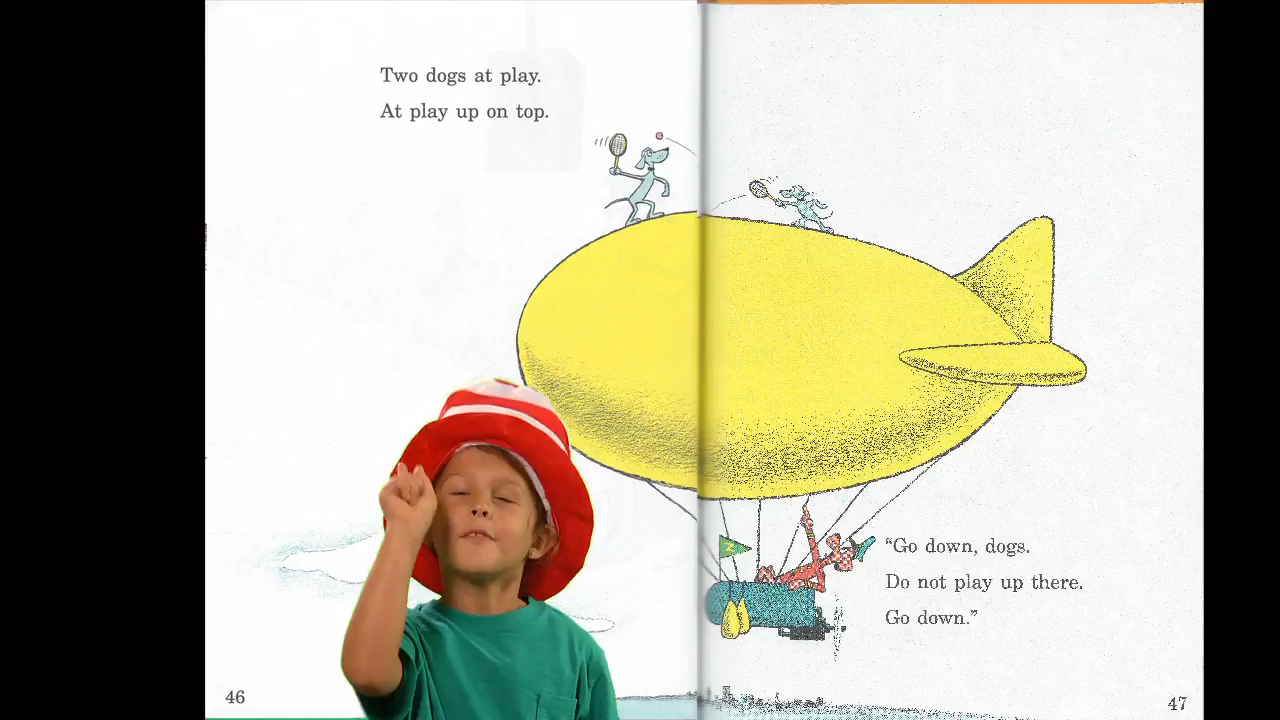 Two dogs at play.
At play up on top.
Z
“Go down, dogs.
Do not play up there.
Go down.”
46
47